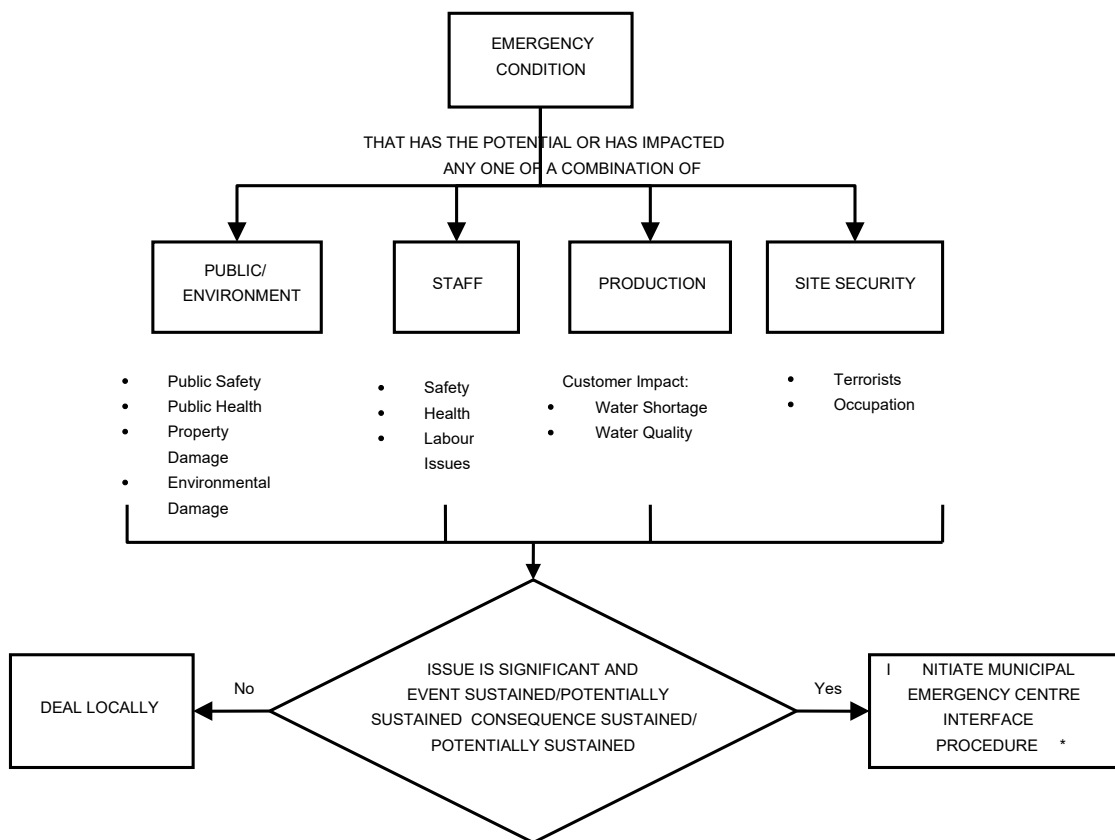 EMERGENCY
CONDITION
THAT HAS THE POTENTIAL OR HAS IMPACTED
ANY ONE OF A COMBINATION OF
PUBLIC/
ENVIRONMENT
STAFF
PRODUCTION
SITE SECURITY
• Public Safety
• Public Health
• Property
Damage
• Environmental
Damage
• Safety
• Health
• Labour
Issues
Customer Impact:
• Water Shortage
• Water Quality
• Terrorists
• Occupation
DEAL LOCALLY
No
ISSUE IS SIGNIFICANT AND
EVENT SUSTAINED/POTENTIALLY
SUSTAINED CONSEQUENCE SUSTAINED/
POTENTIALLY SUSTAINED
Yes
I NITIATE MUNICIPAL
EMERGENCY CENTRE
INTERFACE
PROCEDURE *